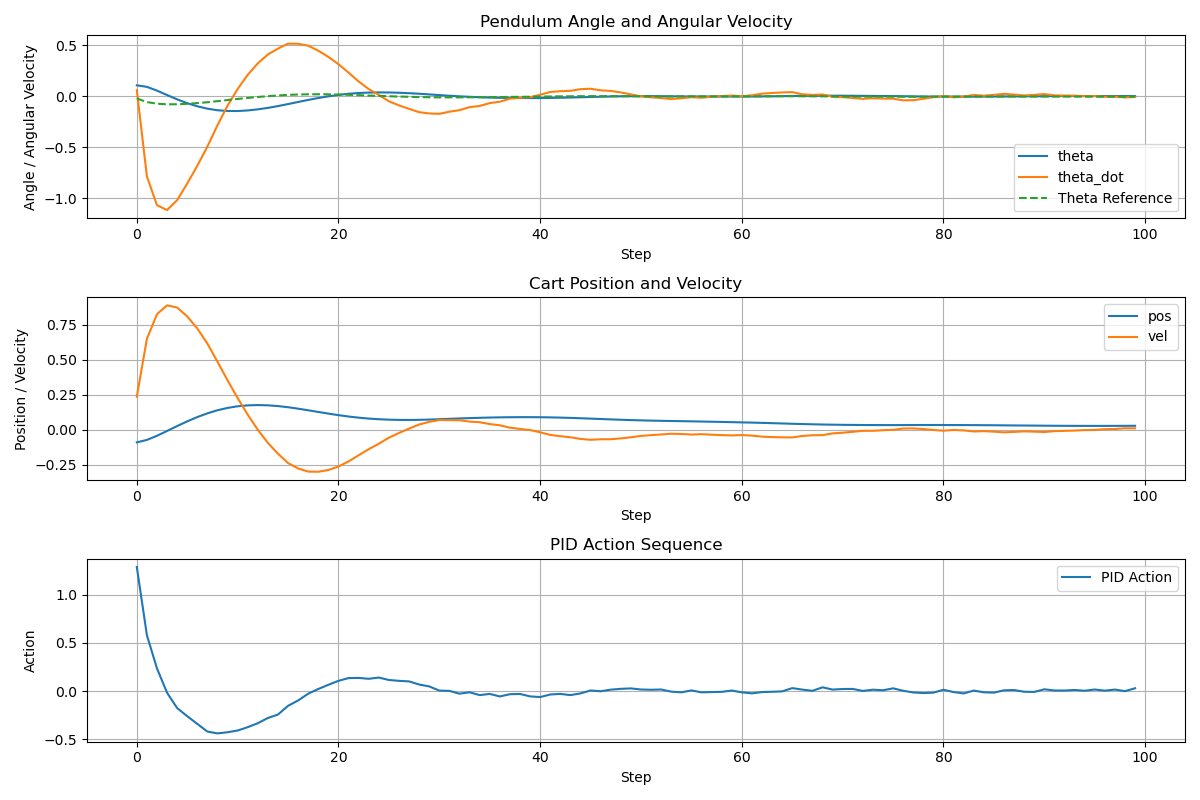 Pendulum Angle and Angular Velocity
Angle / Angular Velocity
0.5
0.0
−0.5
−1.0
theta
theta_dot
Theta Reference
0 20 40 60 80 100
Step
Cart Position and Velocity
Position / Velocity
0.75
0.50
0.25
0.00
−0.25
pos
vel
0 20 40 60 80 100
Step
PID Action Sequence
Action
1.0
0.5
0.0
−0.5
PID Action
0 20 40 60 80 100
Step